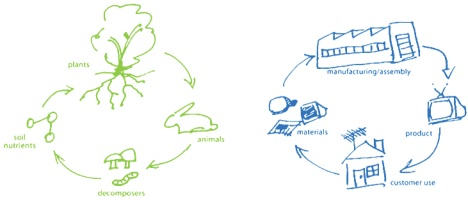 plants
animals
decomposers
soil
nutrients
manufacturing/assembly
product
customer use
materials